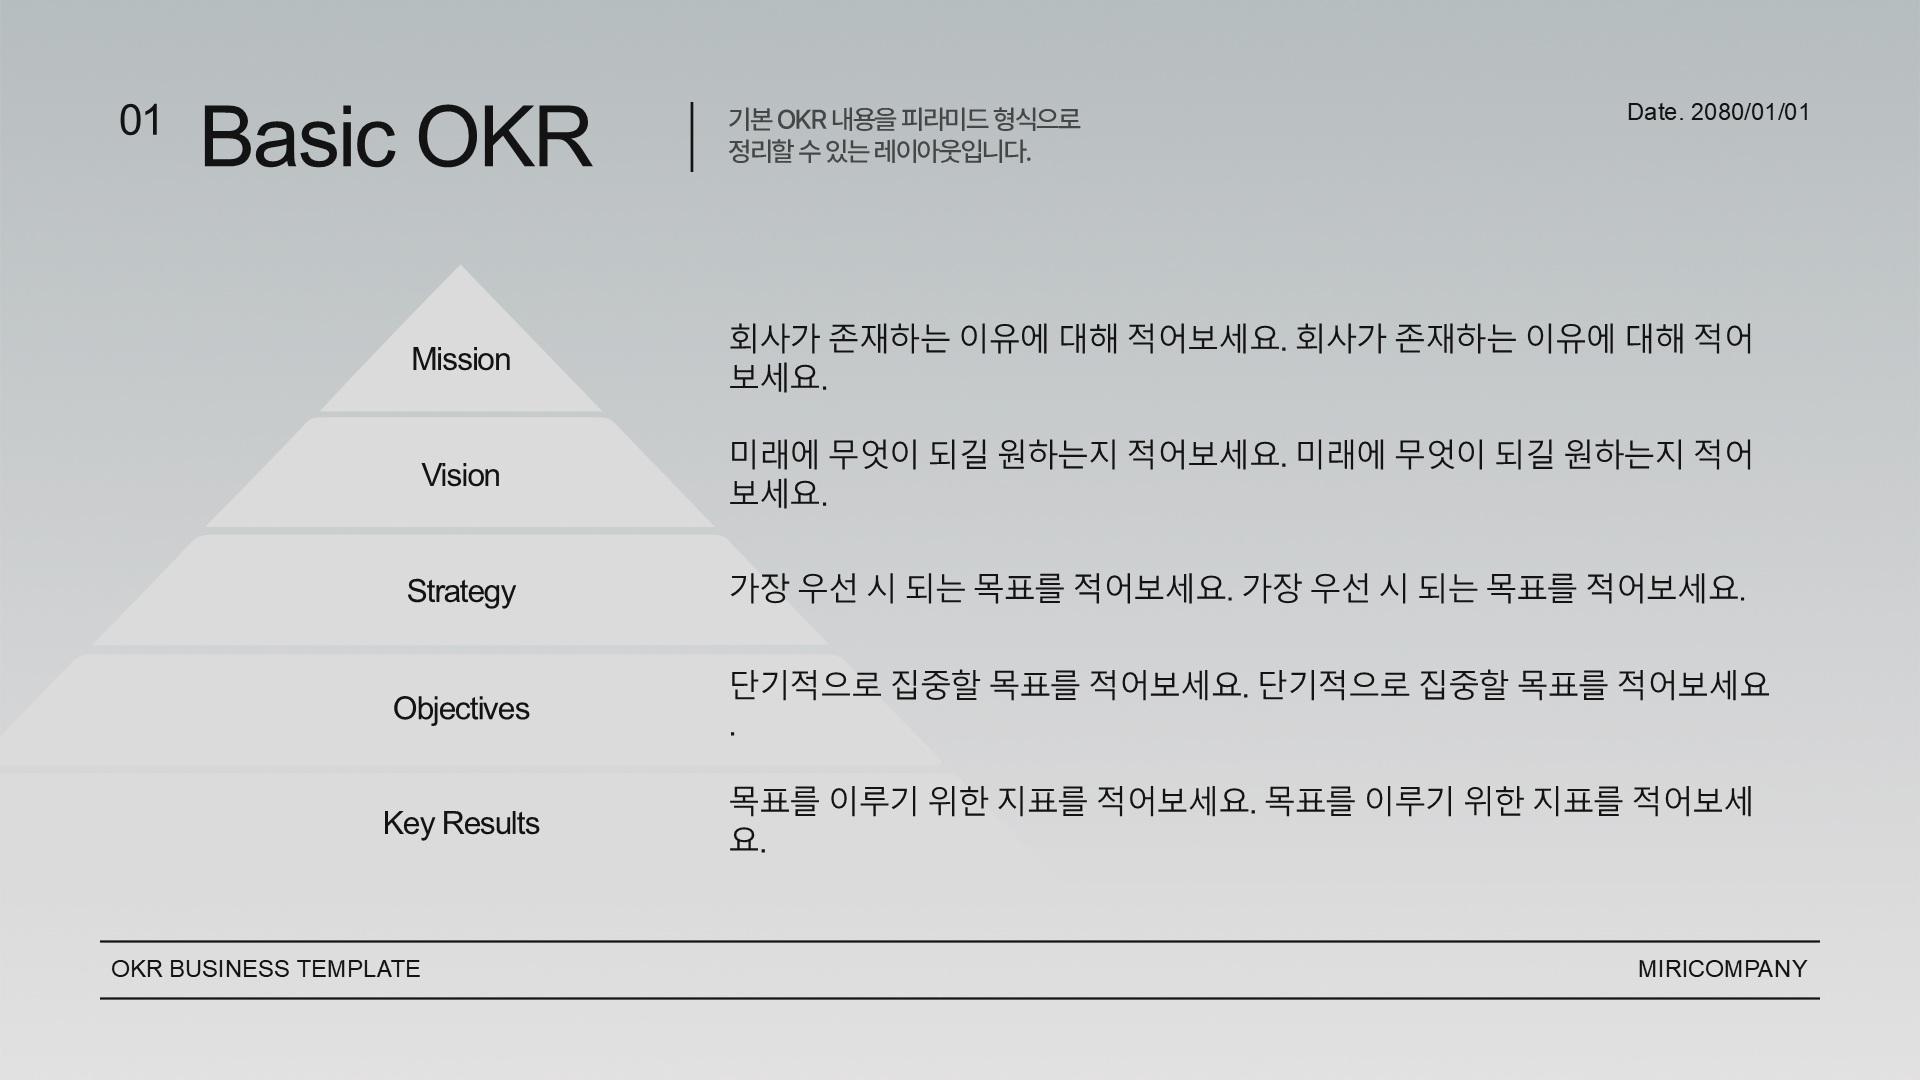 01
Basic OKR
기본 OKR 내용을 피라미드 형식으로
정리할 수 있는 레이아웃입니다.
Date. 2080/01/01
Mission
회사가 존재하는 이유에 대해 적어보세요. 회사가 존재하는 이유에 대해 적어
보세요.
Vision
미래에 무엇이 되길 원하는지 적어보세요. 미래에 무엇이 되길 원하는지 적어
보세요.
Strategy
가장 우선 시 되는 목표를 적어보세요. 가장 우선 시 되는 목표를 적어보세요.
Objectives
단기적으로 집중할 목표를 적어보세요. 단기적으로 집중할 목표를 적어보세요
.
Key Results
목표를 이루기 위한 지표를 적어보세요. 목표를 이루기 위한 지표를 적어보세
요.
OKR BUSINESS TEMPLATE
MIRICOMPANY